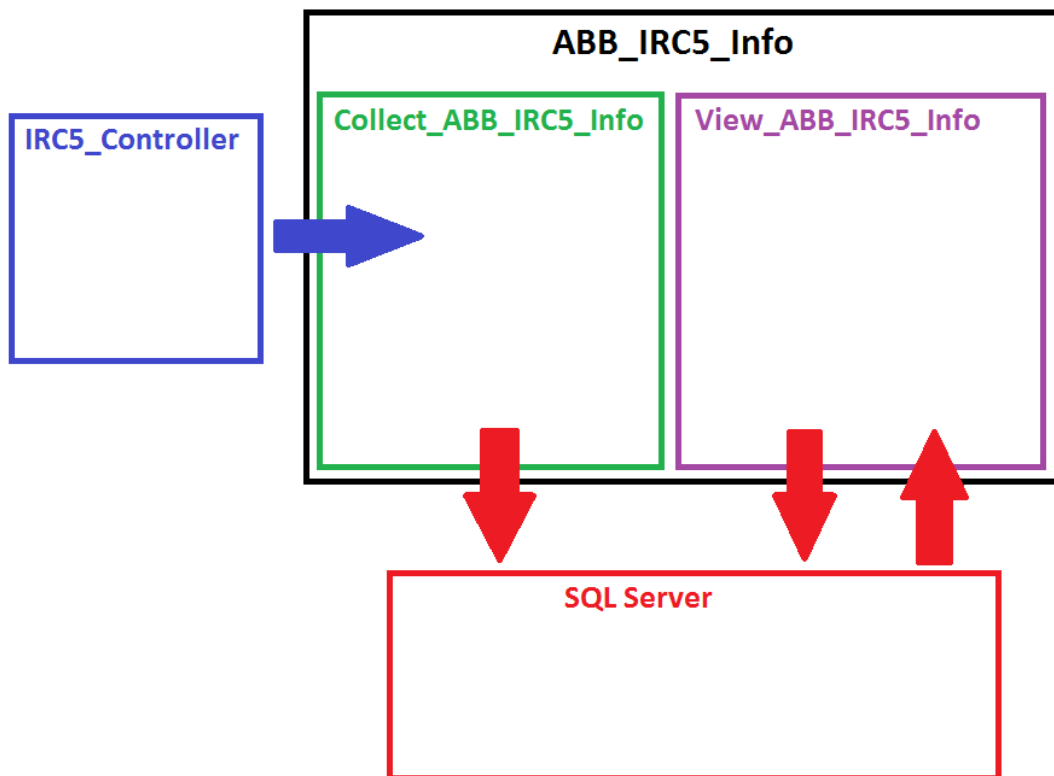 ABB_IRC5_Info
IRC5_Controller
Collect_ABB_IRC5_Info
View_ABB_IRC5_Info
SQL Server